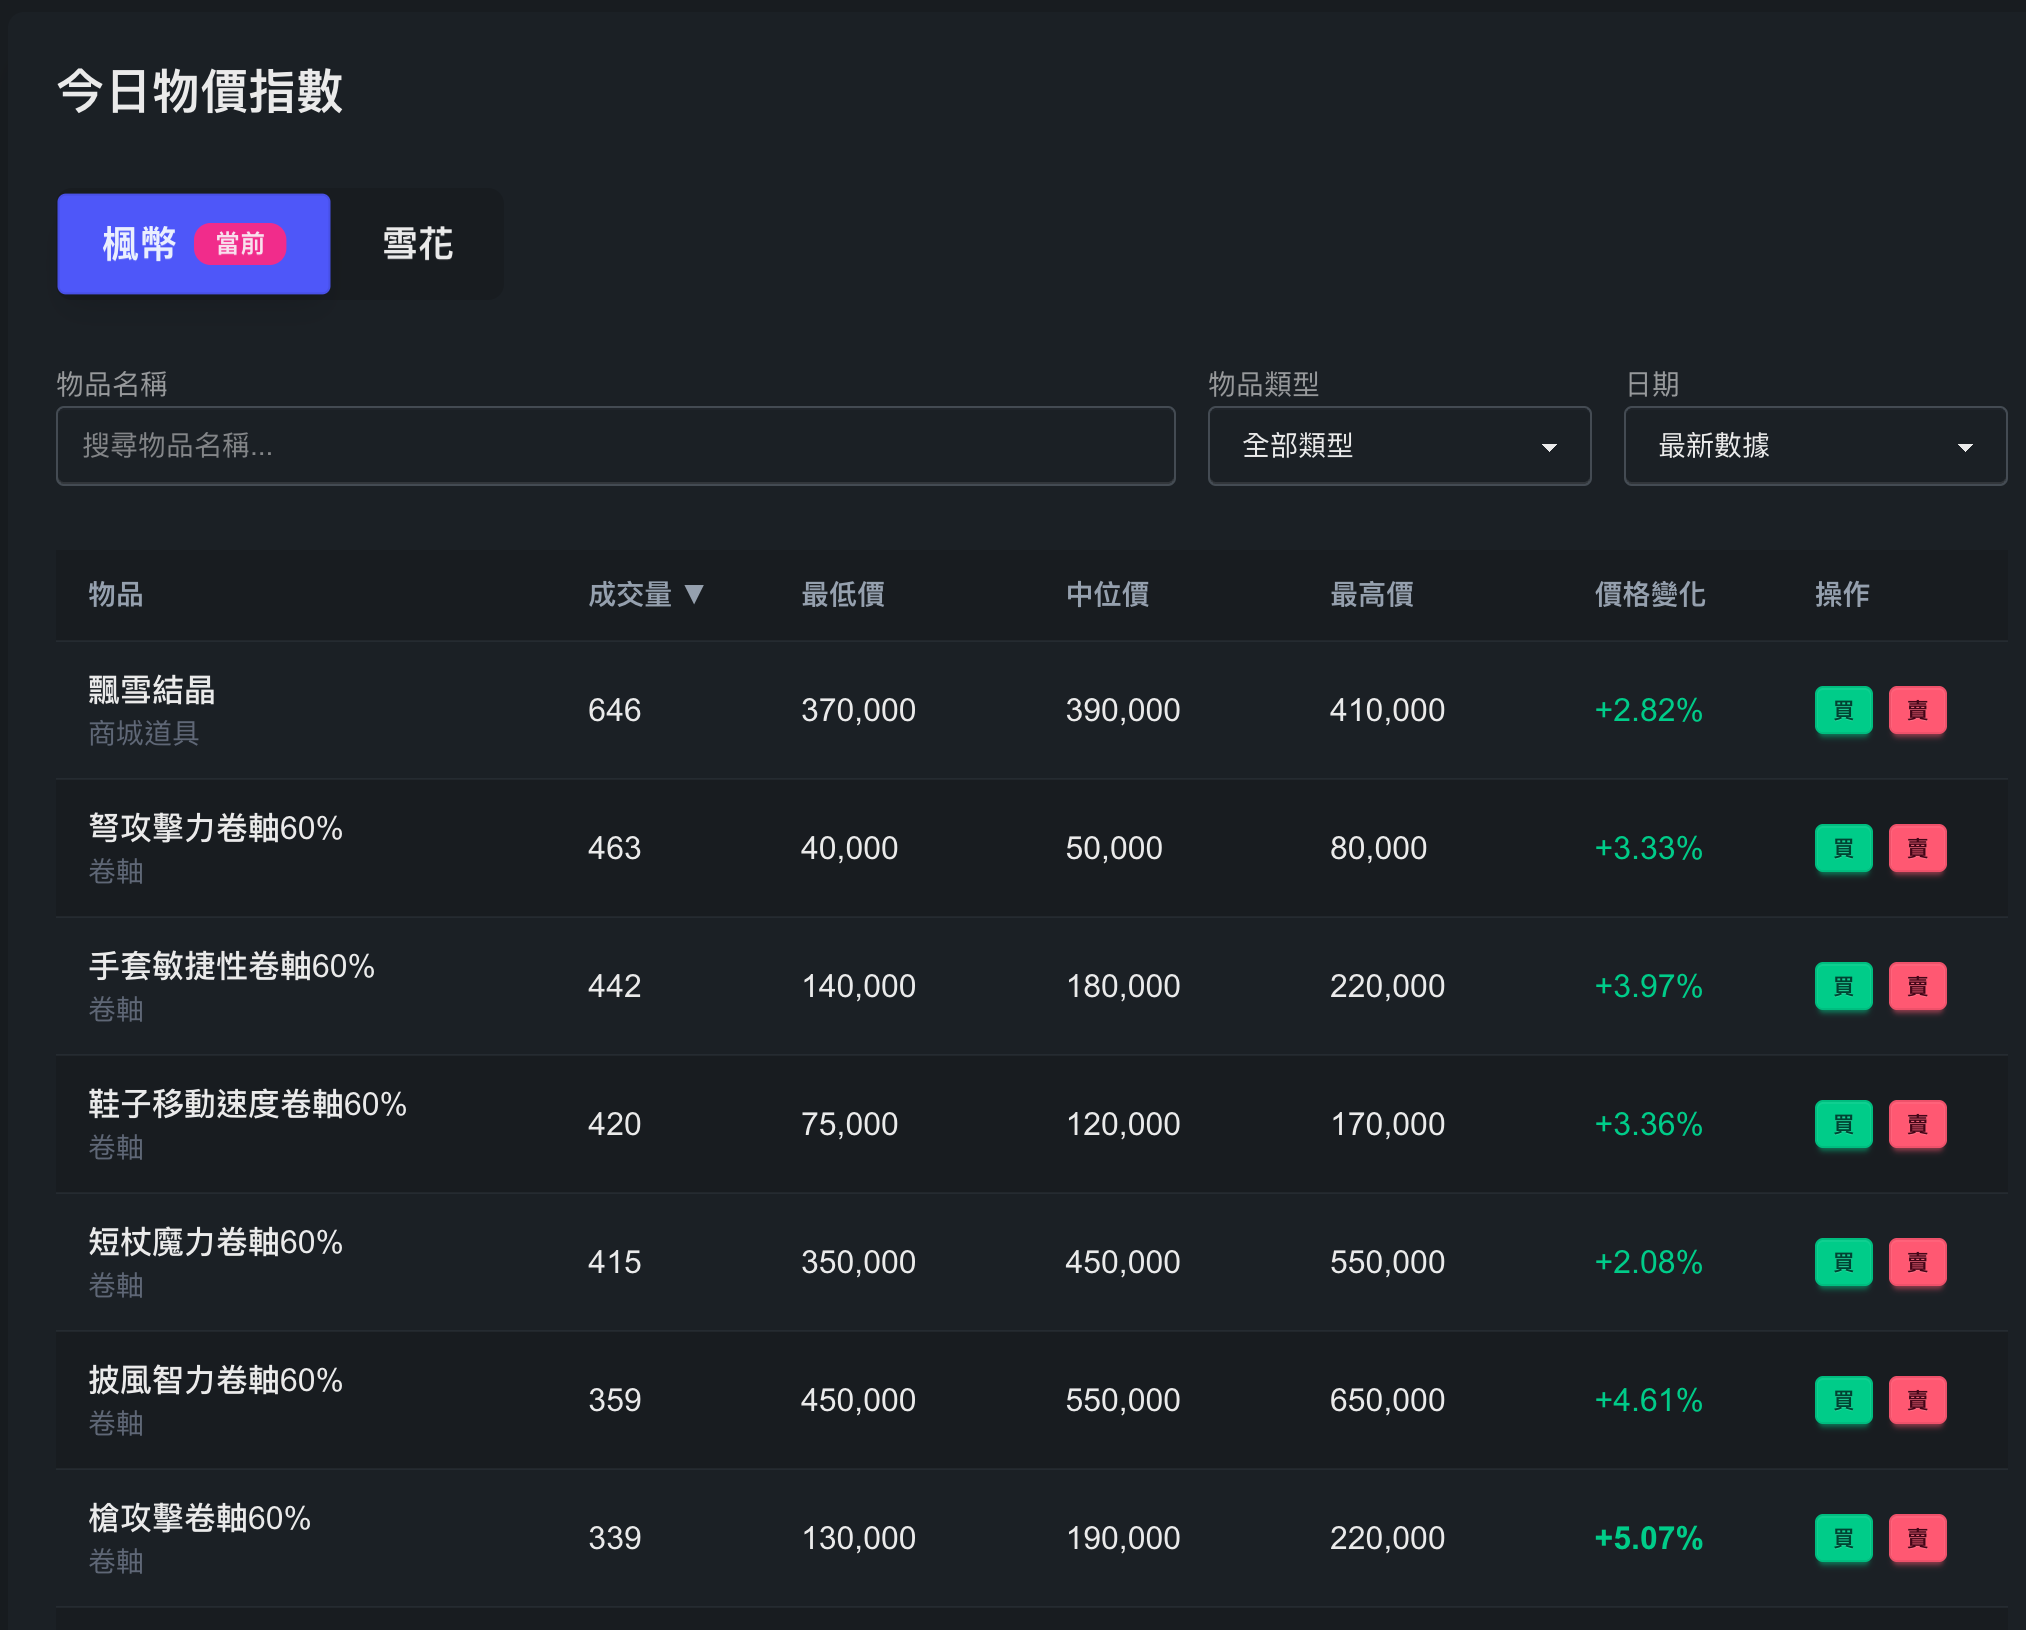 今日物價指數
楓幣 當前 雪花
物品名稱 物品類型 日期
搜尋物品名稱... 全部類型 最新數據
物品 成交量 ▼ 最低價 中位價 最高價 價格變化 操作
飄雪結晶
商城道具
646 370,000 390,000 410,000 +2.82% 買 賣
弩攻擊力卷軸60%
卷軸
463 40,000 50,000 80,000 +3.33% 買 賣
手套敏捷性卷軸60%
卷軸
442 140,000 180,000 220,000 +3.97% 買 賣
鞋子移動速度卷軸60%
卷軸
420 75,000 120,000 170,000 +3.36% 買 賣
短杖魔力卷軸60%
卷軸
415 350,000 450,000 550,000 +2.08% 買 賣
披風智力卷軸60%
卷軸
359 450,000 550,000 650,000 +4.61% 買 賣
槍攻擊卷軸60%
卷軸
339 130,000 190,000 220,000 +5.07% 買 賣